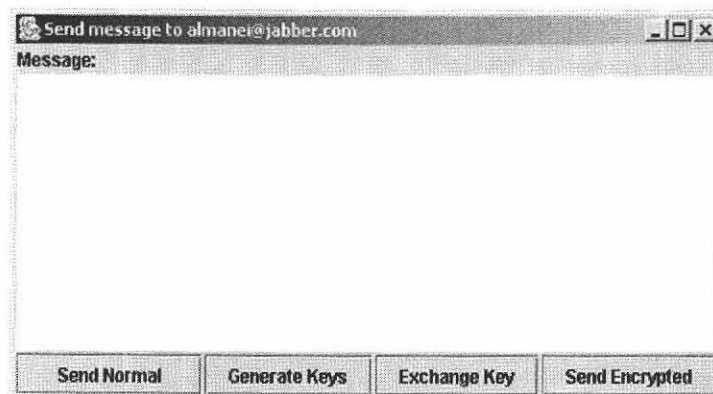 Send message to almanei@jabber.com
Message:
Send Normal Generate Keys Exchange Key Send Encrypted